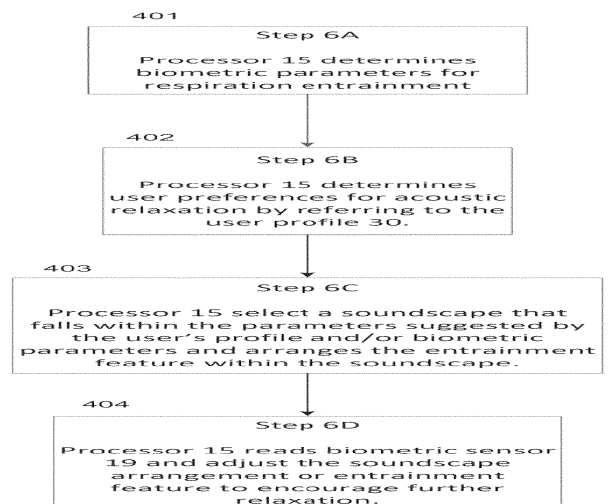 401
Step 6A
Processor 15 determines
biometric parameters for
respiration entrainment
402
Step 6B
Processor 15 determines
user preferences for acoustic
relaxation by referring to the
user profile 30.
403
Step 6C
Processor 15 select a soundscape that
falls within the parameters suggested by
the user's profile and/or biometric
parameters and arranges the entrainment
feature within the soundscape.
404
Step 6D
Processor 15 reads biometric sensor
19 and adjust the soundscape
arrangement or entrainment
feature to encourage further
relaxation.